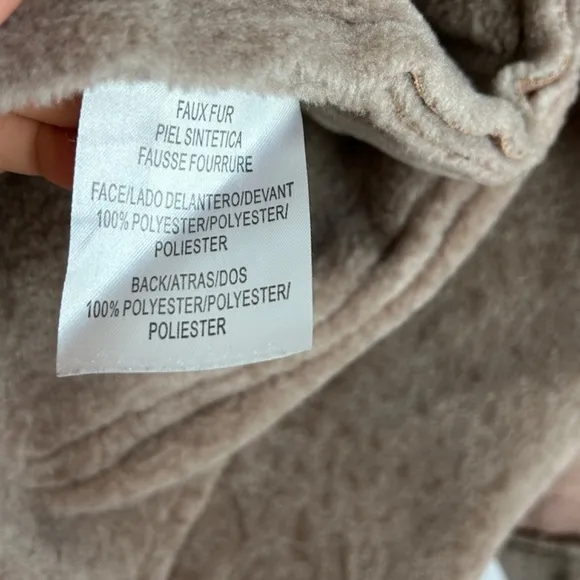 FAUX FUR
PIEL SINTETICA
FAUSSE FOURRURE
FACE/LADO DELANTERO/DEVANT
100% POLYESTER/POLYESTER/
POLIESTER
BACK/ATRAS/DOS
100% POLYESTER/POLYESTER/
POLIESTER